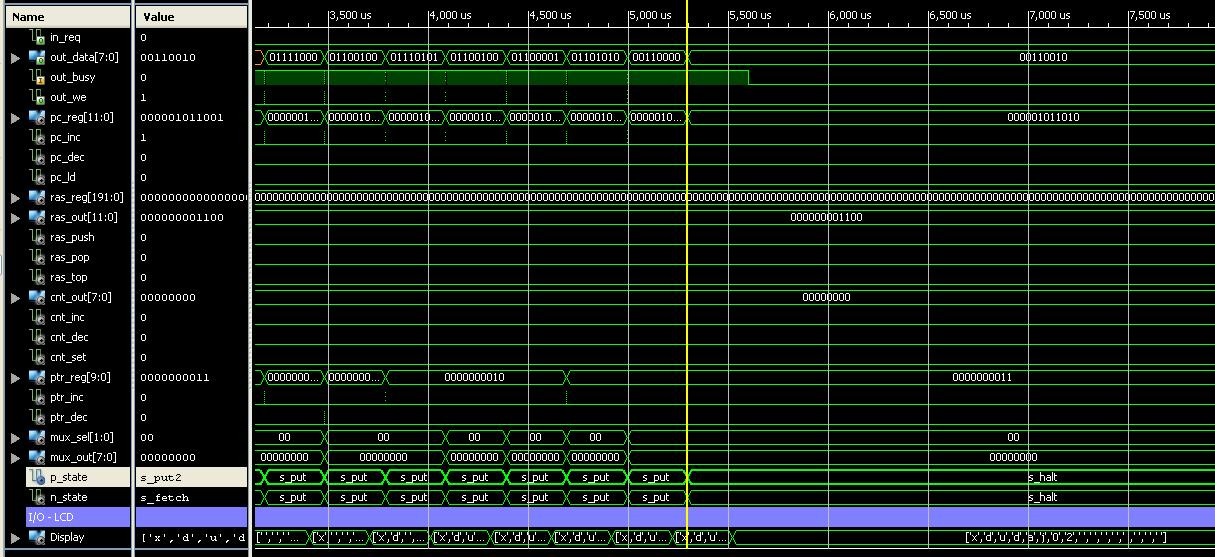 Name Value 3,500 us 4,000 us 4,500 us 5,000 us 5,500 us 6,000 us 6,500 us 7,000 us 7,500 us
in_req 0
out_data[7:0] 00110010 01111000 01100100 01110101 01100100 01100001 01101010 00110000 00110010
out_busy 0
out_we 1
pc_reg[11:0] 000001011001 0000001... 0000010... 0000010... 0000010... 0000010... 0000010... 0000010... 000001011010
pc_inc 1
pc_dec 0
pc_ld 0
ras_reg[191:0]
ras_out[11:0] 000000001100 000000001100
ras_push 0
ras_pop 0
ras_top 0
cnt_out[7:0] 00000000 00000000
cnt_inc 0
cnt_dec 0
cnt_set 0
ptr_reg[9:0] 0000000011 0000000... 0000000... 0000000010 0000000011
ptr_inc 0
ptr_dec 0
mux_sel[1:0] 00 00 00 00 00 00 00
mux_out[7:0] 00000000 00000000 00000000 00000000 00000000 00000000 00000000
p_state s_put2 s_put s_put s_put s_put s_put s_put s_put s_halt
n_state s_fetch s_put s_put s_put s_put s_put s_put s_put s_halt
I/O - LCD
Display ['x','d','u','d ['x','d','u... ['x','d','u... ['x','d','u... ['x','d','u...